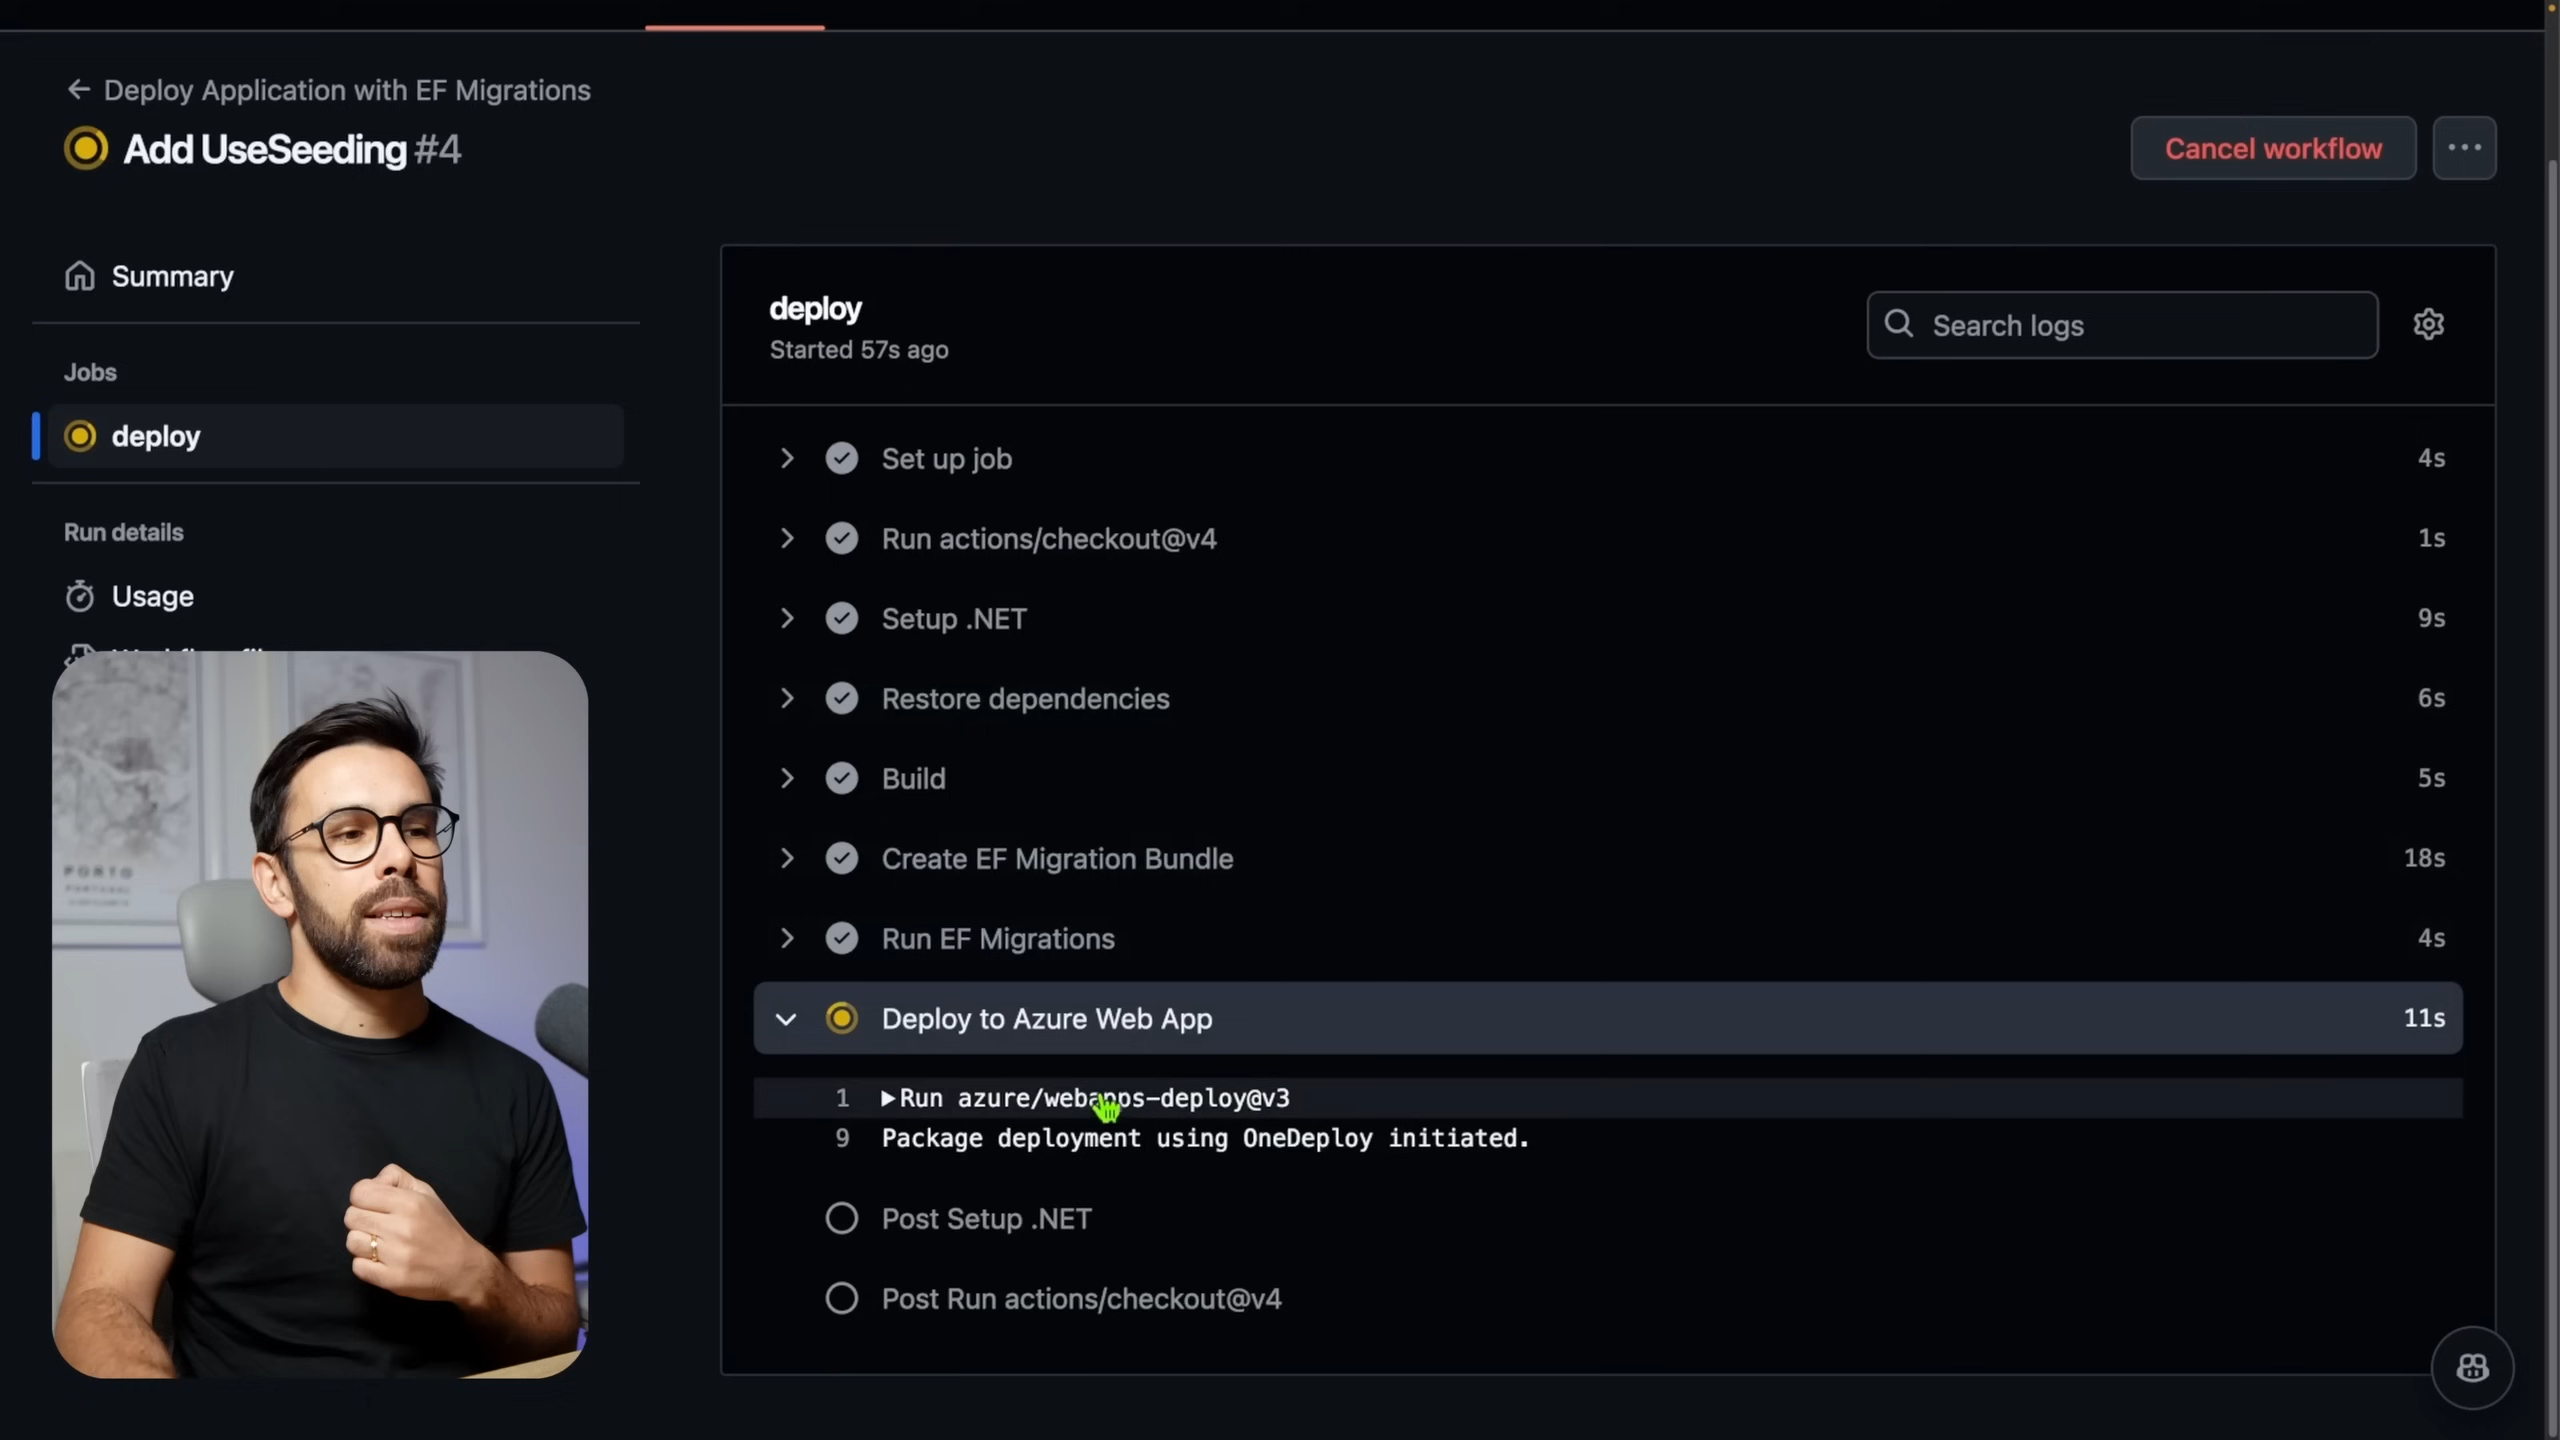 Deploy Application with EF Migrations
Add UseSeeding #4
Cancel workflow
Summary
Jobs
deploy
Run details
Usage
deploy
Started 57s ago
Search logs
Set up job 4s
Run actions/checkout@v4 1s
Setup .NET 9s
Restore dependencies 6s
Build 5s
Create EF Migration Bundle 18s
Run EF Migrations 4s
Deploy to Azure Web App 11s
1 Run azure/webapps-deploy@v3
9 Package deployment using OneDeploy initiated.
Post Setup .NET
Post Run actions/checkout@v4
PORTO